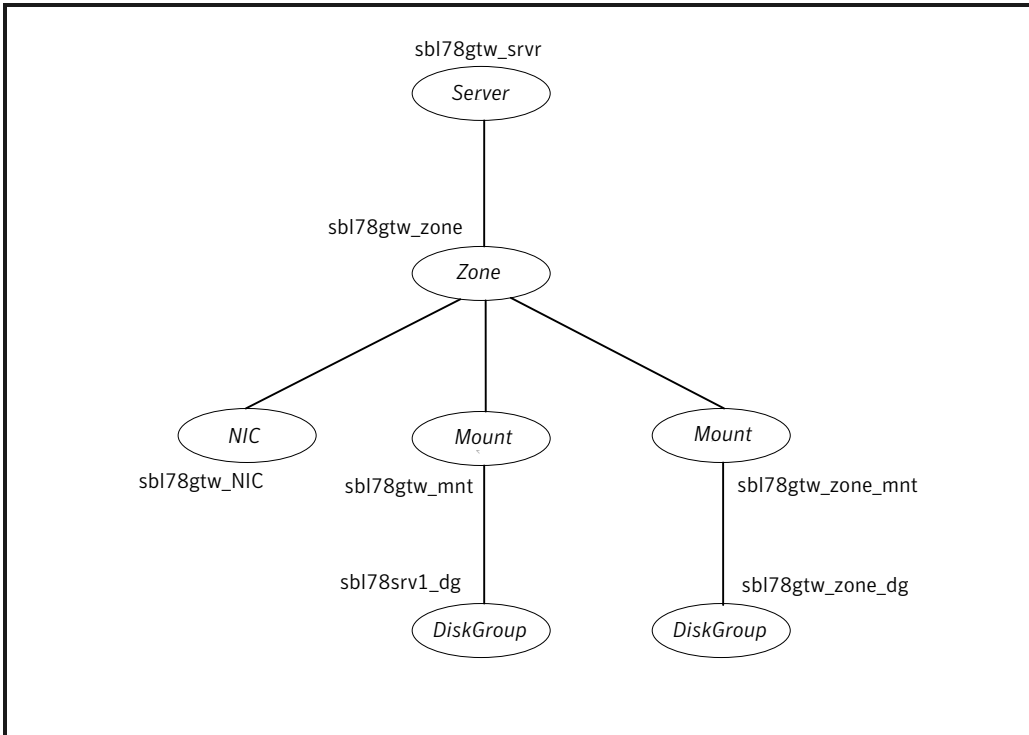 sbl78gtw_srvr
Server
sbl78gtw_zone
Zone
NIC
sbl78gtw_NIC
Mount
sbl78gtw_mnt
Mount
sbl78gtw_zone_mnt
sbl78srv1_dg
DiskGroup
sbl78gtw_zone_dg
DiskGroup